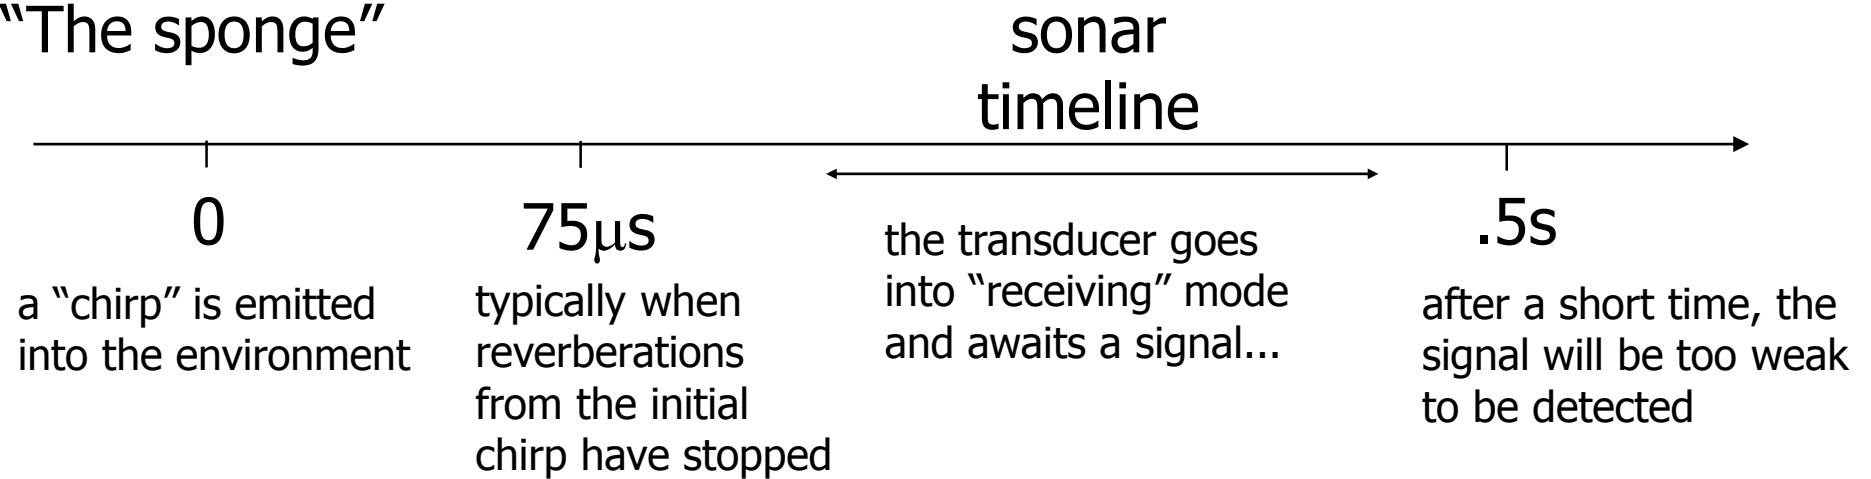 “The sponge”
sonar
timeline
0
a “chirp” is emitted
into the environment
75μs
typically when
reverberations
from the initial
chirp have stopped
the transducer goes
into “receiving” mode
and awaits a signal...
.5s
after a short time, the
signal will be too weak
to be detected